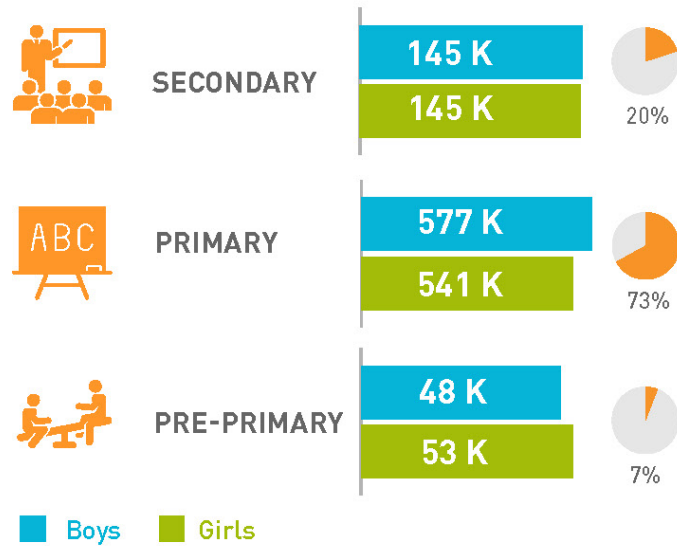 SECONDARY
145 K
145 K
20%
ABC
PRIMARY
577 K
541 K
73%
PRE-PRIMARY
48 K
53 K
7%
Boys Girls